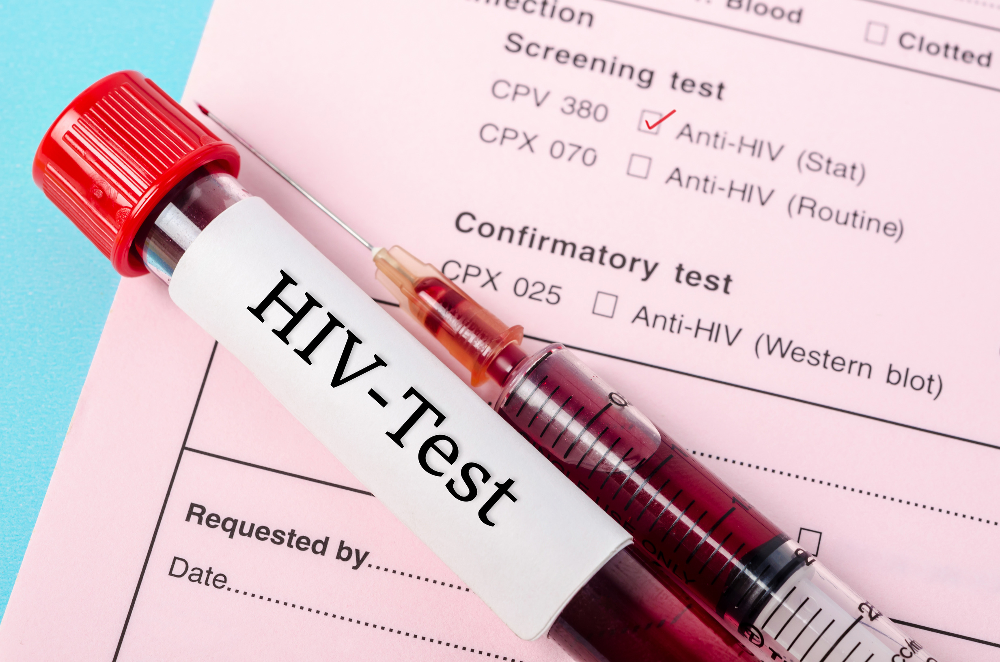 Blood
Clotted
Screening test
CPV 380 Anti-HIV (Stat)
CPX 070 Anti-HIV (Routine)
Confirmatory test
CPX 025 Anti-HIV (Western blot)
HIV-Test
Requested by
Date